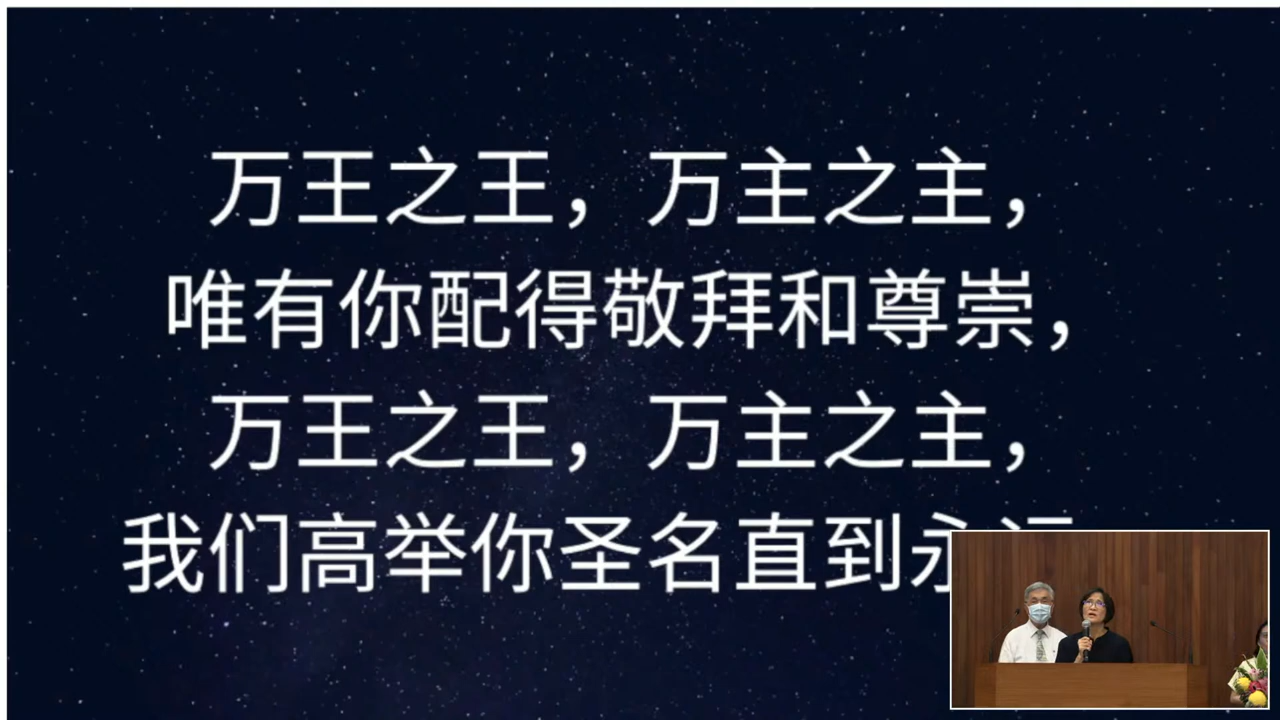 万王之王，万主之主，
唯有你配得敬拜和尊崇，
万王之王，万主之主，
我们高举你圣名直到永